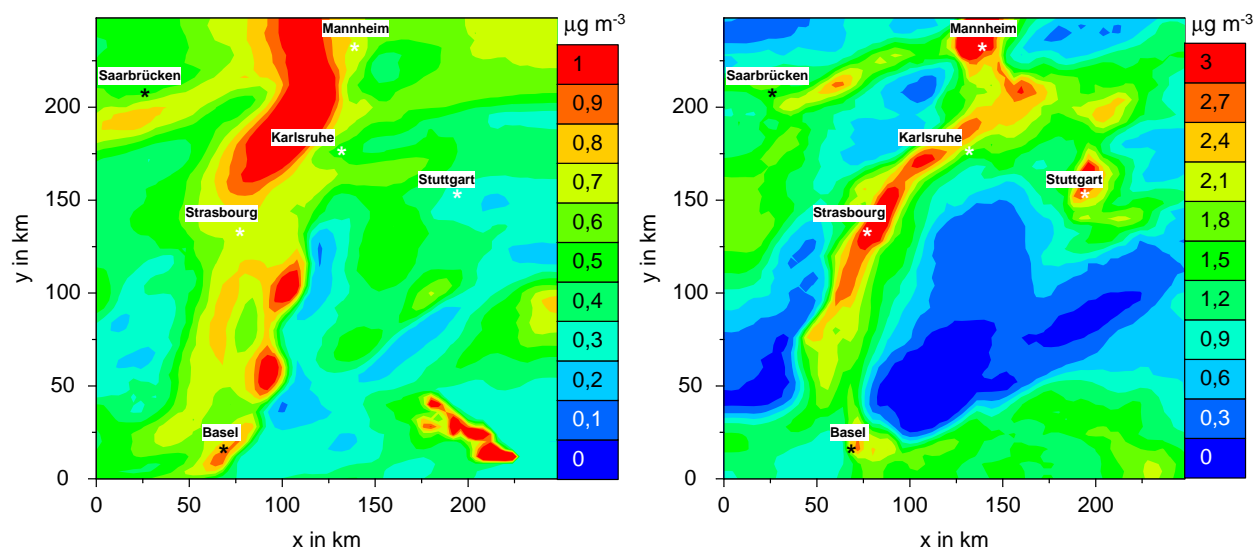 µg m-3
Mannheim
1
Saarbrücken
0,9
200
0,8
Karlsruhe
0,7
Stuttgart
150
0,6
Strasbourg
y in km
0,5
100
0,4
0,3
50
0,2
Basel
0,1
0
0
0
50
100
150
200
x in km
µg m-3
Mannheim
3
Saarbrücken
2,7
200
2,4
Karlsruhe
2,1
Stuttgart
150
1,8
Strasbourg
y in km
1,5
100
1,2
0,9
50
0,6
Basel
0,3
0
0
0
50
100
150
200
x in km